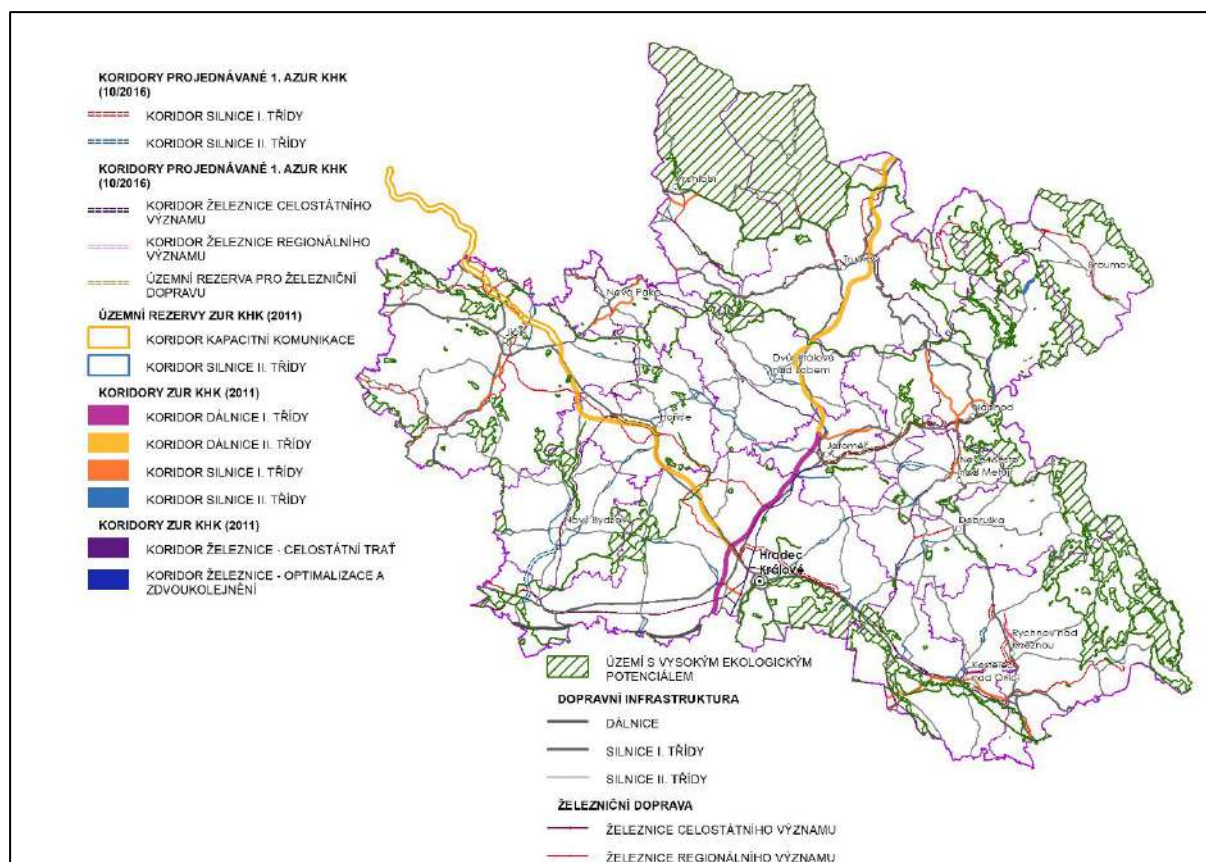 KORIDORY PROJEDNÁVANÉ 1. AZUR KHK
(10/2016)
KORIDOR SILNICE I. TŘÍDY
KORIDOR SILNICE II. TŘÍDY
KORIDORY PROJEDNÁVANÉ 1. AZUR KHK
(10/2016)
KORIDOR ŽELEZNICE CELOSTÁTNÍHO
VÝZNAMU
KORIDOR ŽELEZNICE REGIONÁLNÍHO
VÝZNAMU
ÚZEMNÍ REZERVA PRO ŽELEZNIČNÍ
DOPRAVU
ÚZEMNÍ REZERVY ZUR KHK (2011)
KORIDOR KAPACITNÍ KOMUNIKACE
KORIDOR SILNICE II. TŘÍDY
KORIDORY ZUR KHK (2011)
KORIDOR DÁLNICE I. TŘÍDY
KORIDOR DÁLNICE II. TŘÍDY
KORIDOR SILNICE I. TŘÍDY
KORIDOR SILNICE II. TŘÍDY
KORIDORY ZUR KHK (2011)
KORIDOR ŽELEZNICE - CELOSTÁTNÍ TRAŤ
KORIDOR ŽELEZNICE - OPTIMALIZACE A
ZDVOUKOLEJNĚNÍ
Vrchlabí
Trutnov
Broumov
Nová Paka
Jičín
Dvůr Králové
nad Labem
Hořice
Náchod
Jaroměř
Nové Město
nad Metují
Nový Bydžov
Dobruška
Hradec
Králové
Rychnov nad
Kněžnou
Kostelec
nad Orlicí
ÚZEMÍ S VYSOKÝM EKOLOGICKÝM
POTENCIÁLEM
DOPRAVNÍ INFRASTRUKTURA
DÁLNICE
SILNICE I. TŘÍDY
SILNICE II. TŘÍDY
ŽELEZNIČNÍ DOPRAVA
ŽELEZNICE CELOSTÁTNÍHO VÝZNAMU
ŽELEZNICE REGIONÁLNÍHO VÝZNAMU